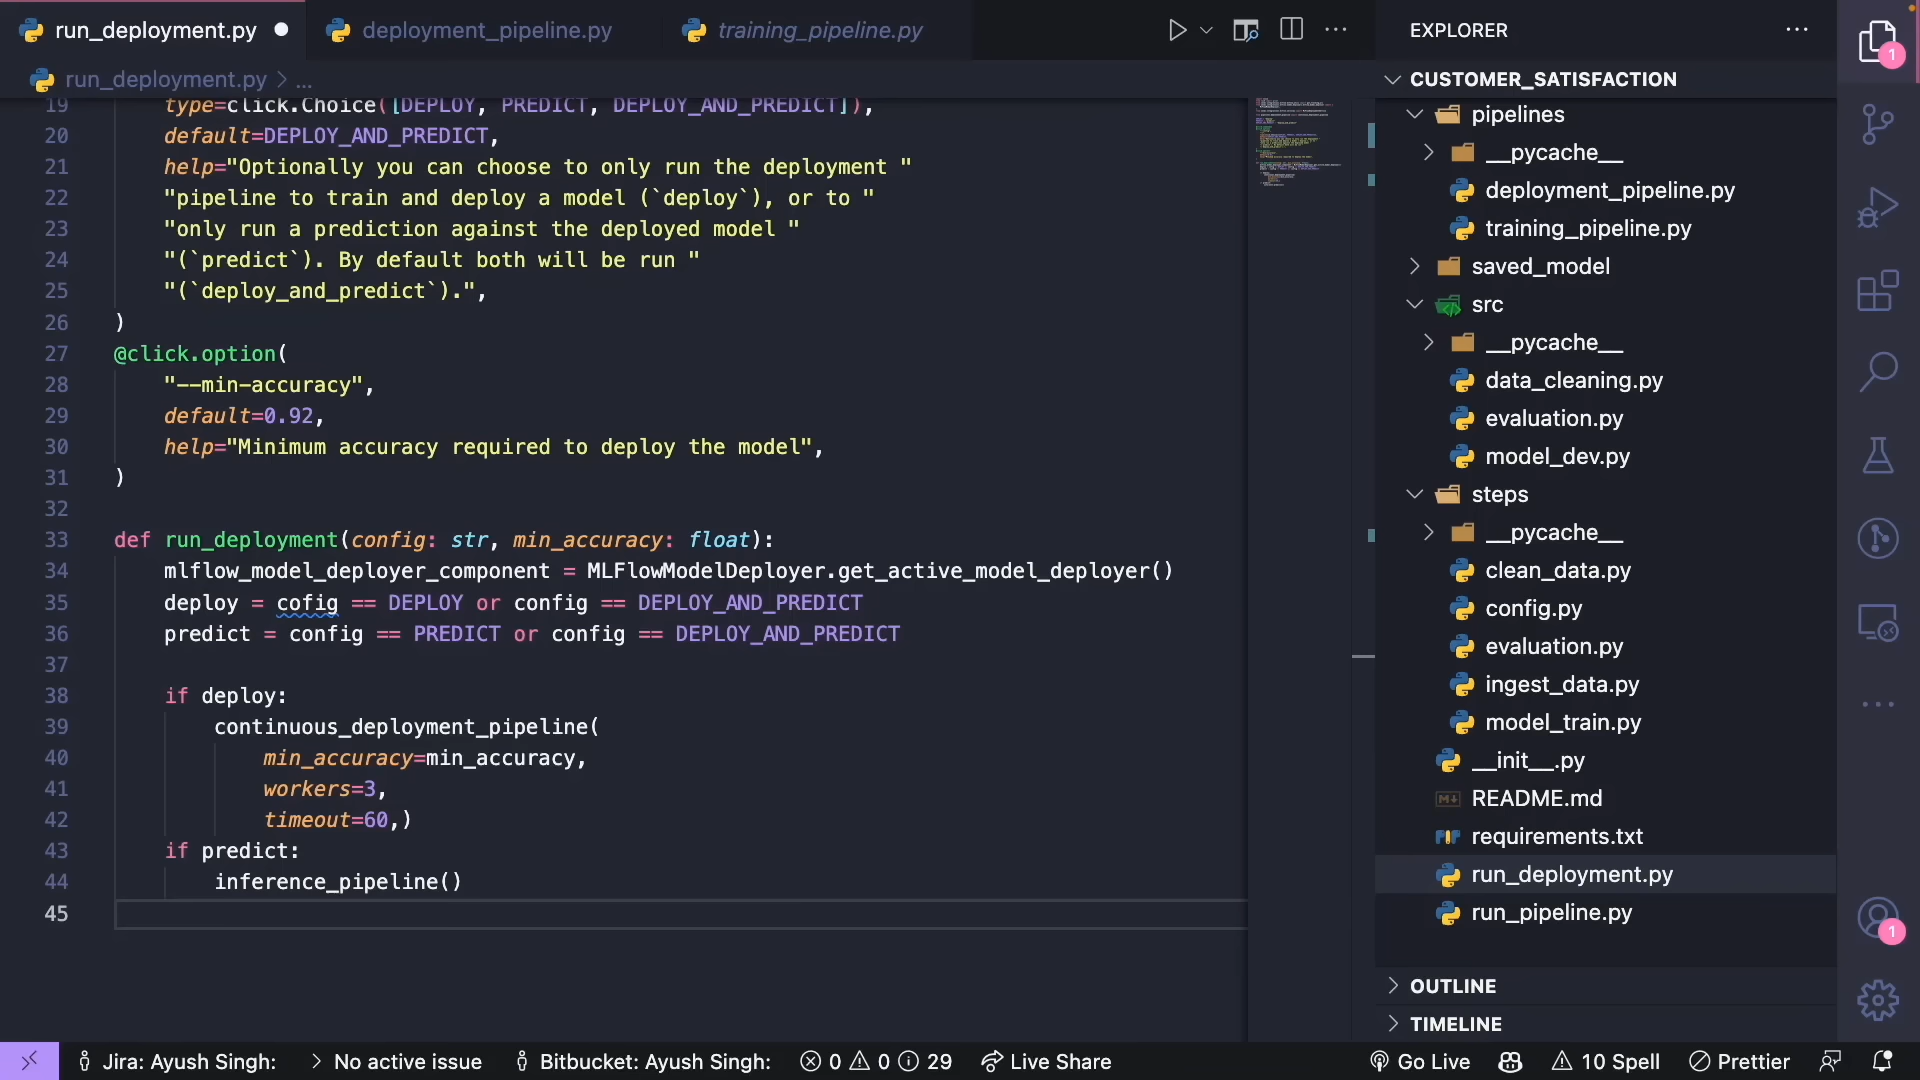 run_deployment.py
deployment_pipeline.py
training_pipeline.py
run_deployment.py > ...
19 type=click.Choice([DEPLOY, PREDICT, DEPLOY_AND_PREDICT]),
20 default=DEPLOY_AND_PREDICT,
21 help="Optionally you can choose to only run the deployment "
22 "pipeline to train and deploy a model (`deploy`), or to "
23 "only run a prediction against the deployed model "
24 "(`predict`). By default both will be run "
25 "(`deploy_and_predict`).",
26 )
27 @click.option(
28 "--min-accuracy",
29 default=0.92,
30 help="Minimum accuracy required to deploy the model",
31 )
32
33 def run_deployment(config: str, min_accuracy: float):
34 mlflow_model_deployer_component = MLFlowModelDeployer.get_active_model_deployer()
35 deploy = cofig == DEPLOY or config == DEPLOY_AND_PREDICT
36 predict = config == PREDICT or config == DEPLOY_AND_PREDICT
37
38 if deploy:
39 continuous_deployment_pipeline(
40 min_accuracy=min_accuracy,
41 workers=3,
42 timeout=60,)
43 if predict:
44 inference_pipeline()
45
EXPLORER
CUSTOMER_SATISFACTION
pipelines
__pycache__
deployment_pipeline.py
training_pipeline.py
saved_model
src
__pycache__
data_cleaning.py
evaluation.py
model_dev.py
steps
__pycache__
clean_data.py
config.py
evaluation.py
ingest_data.py
model_train.py
__init__.py
README.md
requirements.txt
run_deployment.py
run_pipeline.py
OUTLINE
TIMELINE
1
1
Jira: Ayush Singh: > No active issue Bitbucket: Ayush Singh: 0 0 29 Live Share Go Live 10 Spell Prettier